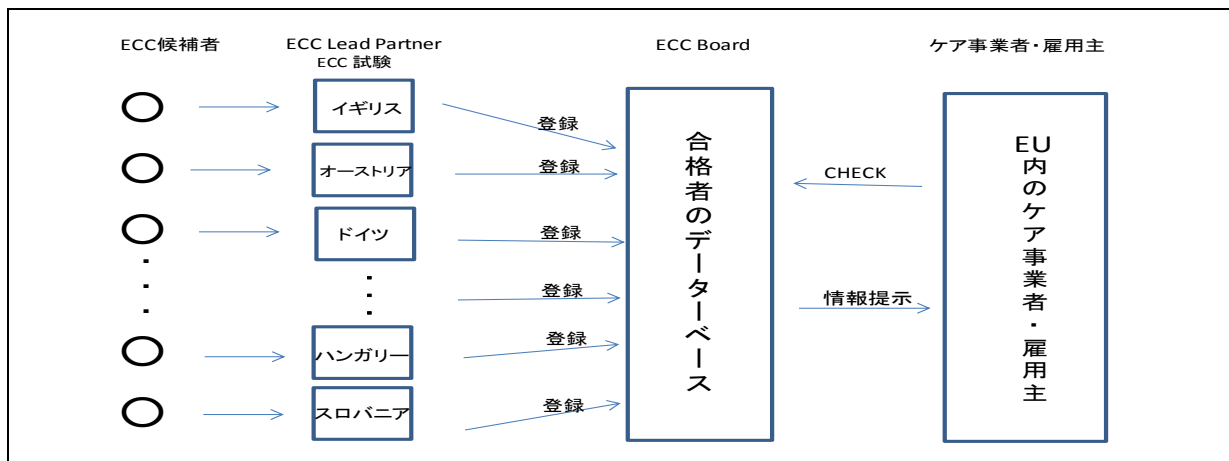 ECC候補者
ECC Lead Partner
ECC 試験
ECC Board
ケア事業者・雇用主
イギリス
オーストリア
ドイツ
ハンガリー
スロバニア
登録
登録
登録
登録
登録
登録
合格者のデーターベース
CHECK
情報提示
EU内のケア事業者・雇用主